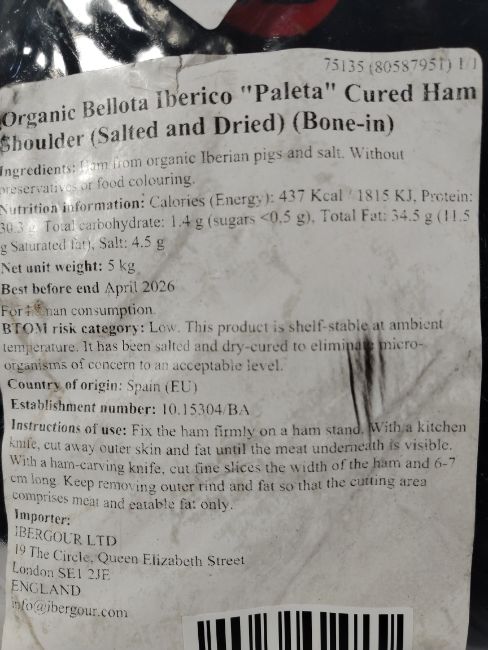 75135 (80587951) 1/1
Organic Bellota Iberico "Paleta" Cured Ham
Shoulder (Salted and Dried) (Bone-in)
Ingredients: Ham from organic Iberian pigs and salt. Without
preservatives or food colouring.
Nutrition information: Calories (Energy): 437 Kcal / 1815 KJ, Protein:
30.3 g Total carbohydrate: 1.4 g (sugars <0,5 g), Total Fat: 34.5 g (11.5
g Saturated fat), Salt: 4.5 g
Net unit weight: 5 kg
Best before end April 2026
For human consumption
BTOM risk category: Low. This product is shelf-stable at ambient
temperature. It has been salted and dry-cured to eliminate micro-
organisms of concern to an acceptable level.
Country of origin: Spain (EU)
Establishment number: 10.15304/BA
Instructions of use: Fix the ham firmly on a ham stand. With a kitchen
knife, cut away outer skin and fat until the meat underneath is visible.
With a ham-carving knife, cut fine slices the width of the ham and 6-7
cm long. Keep removing outer rind and fat so that the cutting area
comprises meat and eatable fat only.
Importer:
IBERGOUR LTD
19 The Circle, Queen Elizabeth Street
London SE1 2JE
ENGLAND
info@ibergour.com